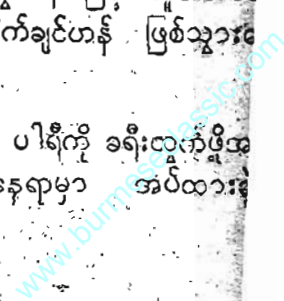 က်ချင်ဟန် ဖြစ်သွား
ပါရီကို ခရီးထွက်ဖို့အ
နေရာမှာ အပ်ထား
www.burmeseclassic.com